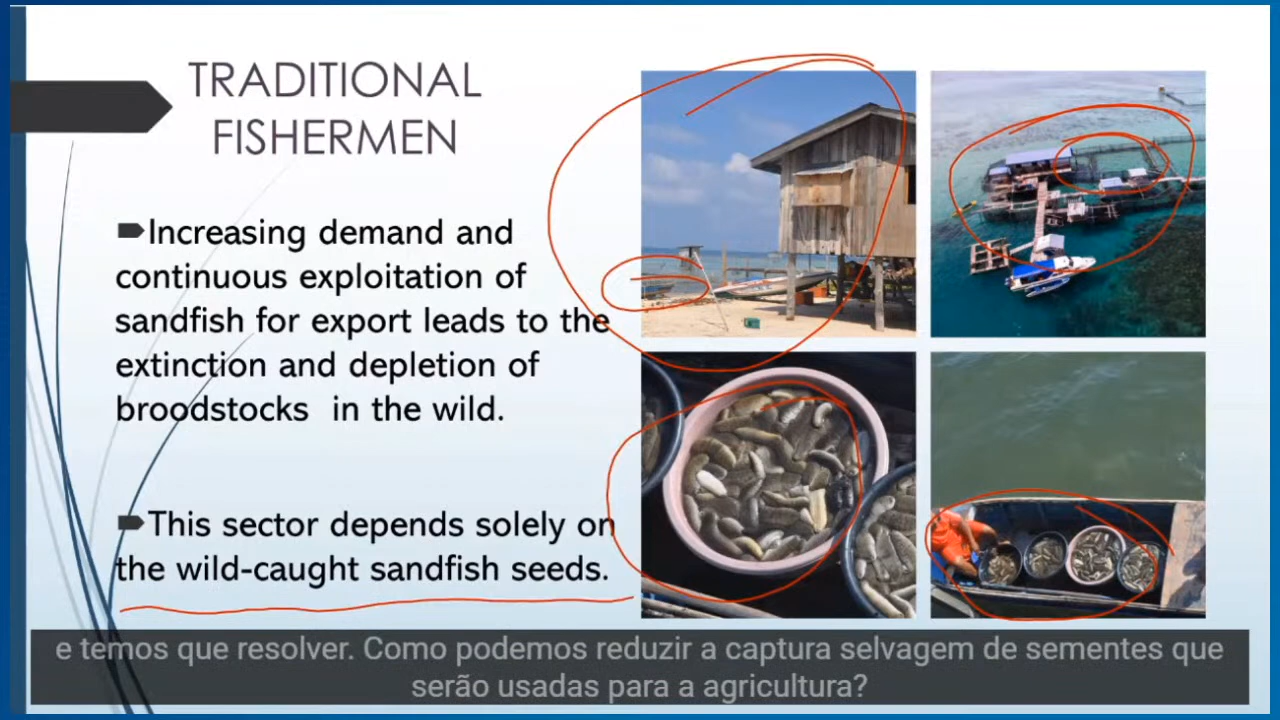 TRADITIONAL
FISHERMEN
Increasing demand and
continuous exploitation of
sandfish for export leads to the
extinction and depletion of
broodstocks in the wild.
This sector depends solely on
the wild-caught sandfish seeds.
e temos que resolver. Como podemos reduzir a captura selvagem de sementes que
serão usadas para a agricultura?